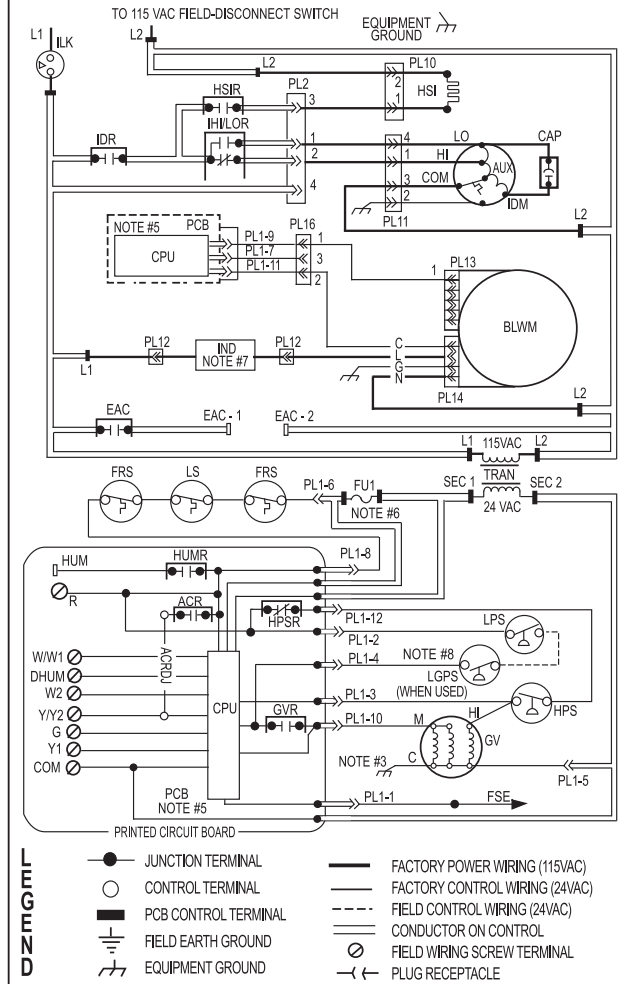 TO 115 VAC FIELD-DISCONNECT SWITCH
EQUIPMENT
GROUND
L1
ILK
L2
L2
PL10
2
1
HSI
HSIR
PL2
3
IHI/LOR
IDR
1
2
4
4
1
3
2
LO
HI
COM
CAP
AUX
IDM
PL11
L2
NOTE #5
PCB
CPU
PL1-9
PL1-7
PL1-11
PL16
1
3
2
1
PL13
BLWM
PL12
IND
NOTE #7
PL12
L1
C
L
G
N
PL14
L2
EAC
EAC - 1
EAC - 2
L1
115VAC
L2
TRAN
SEC 1
SEC 2
24 VAC
FRS
LS
FRS
PL1-6
FU1
NOTE #6
HUM
HUMR
PL1-8
R
ACR
HPSR
PL1-12
PL1-2
LPS
ACRDJ
PL1-4
NOTE #8
LGPS
(WHEN USED)
W/W1
DHUM
W2
Y/Y2
G
Y1
COM
CPU
PL1-3
HPS
GVR
PL1-10
M
HI
GV
NOTE #3
C
PL1-5
PCB
NOTE #5
PL1-1
FSE
PRINTED CIRCUIT BOARD
LEGEND
JUNCTION TERMINAL
CONTROL TERMINAL
PCB CONTROL TERMINAL
FIELD EARTH GROUND
EQUIPMENT GROUND
FACTORY POWER WIRING (115VAC)
FACTORY CONTROL WIRING (24VAC)
FIELD CONTROL WIRING (24VAC)
CONDUCTOR ON CONTROL
FIELD WIRING SCREW TERMINAL
PLUG RECEPTACLE